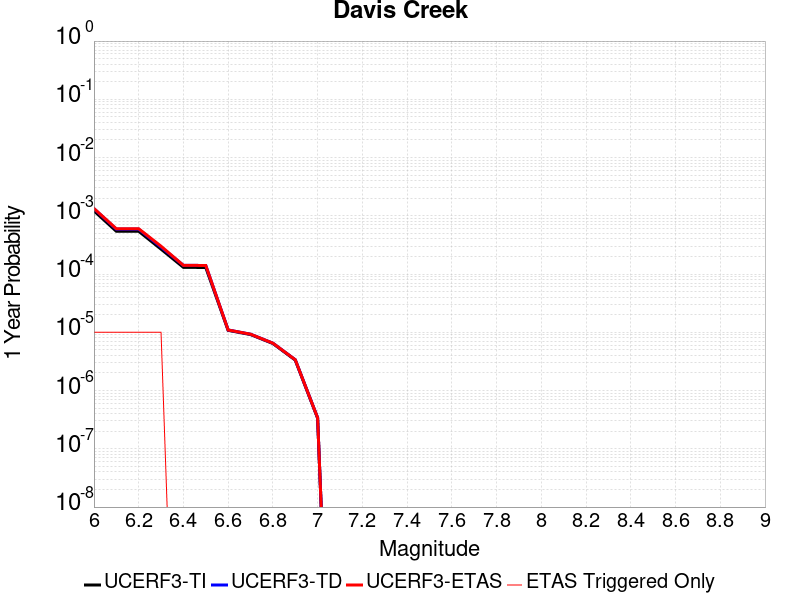 Davis Creek
10^0
10^-1
10^-2
10^-3
10^-4
10^-5
10^-6
10^-7
10^-8
1 Year Probability
6 6.2 6.4 6.6 6.8 7 7.2 7.4 7.6 7.8 8 8.2 8.4 8.6 8.8 9
Magnitude
UCERF3-TI UCERF3-TD UCERF3-ETAS ETAS Triggered Only